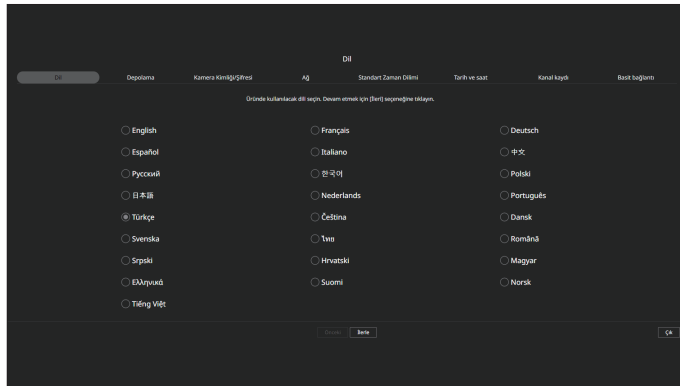 Dil
Dil Depolama Kamera Kimliği/Şifresi Ağ Standart Zaman Dilimi Tarih ve saat Kanal kaydı Basit bağlantı
Üründe kullanılacak dili seçin. Devam etmek için [İleri] seçeneğine tıklayın.
English Français Deutsch
Español Italiano 中文
Русский 한국어 Polski
日本語 Nederlands Português
Türkçe Čeština Dansk
Svenska ไทย Română
Srpski Hrvatski Magyar
Ελληνικά Suomi Norsk
Tiếng Việt
Önceki İlerle Çık